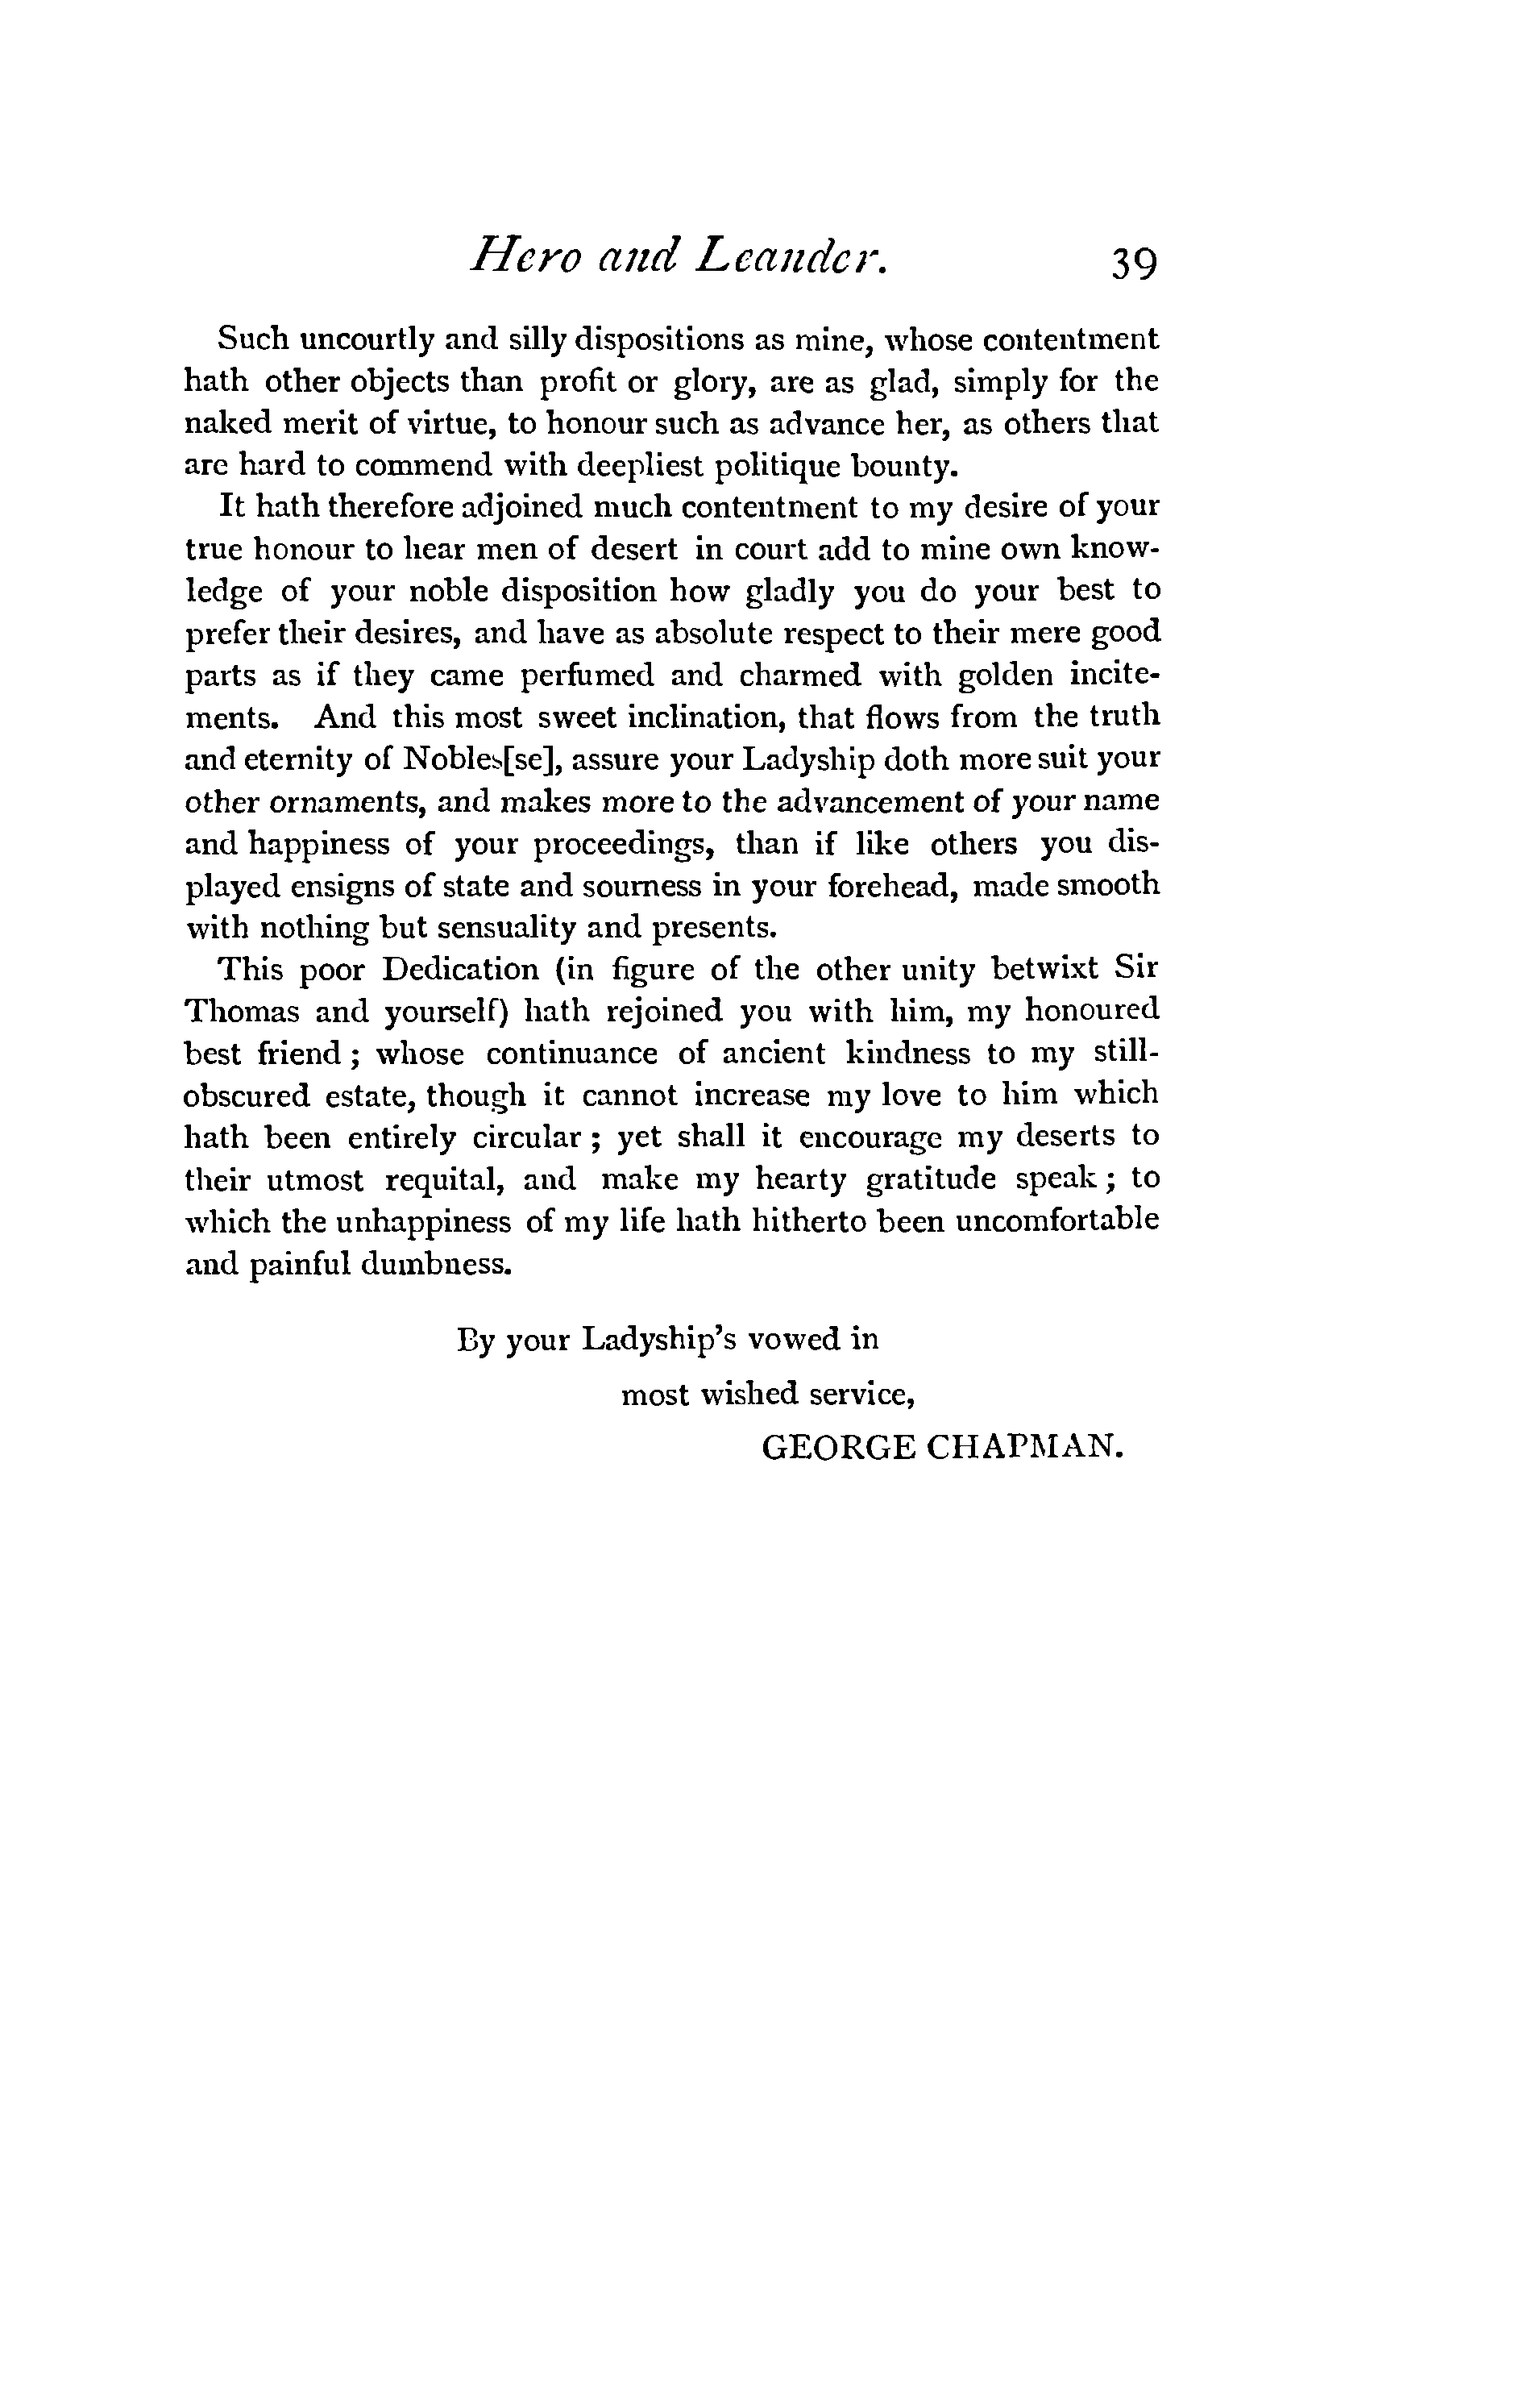 Hero and Leander. 39
Such uncourtly and silly dispositions as mine, whose contentment
hath other objects than profit or glory, are as glad, simply for the
naked merit of virtue, to honour such as advance her, as others that
are hard to commend with deepliest politique bounty.
It hath therefore adjoined much contentment to my desire of your
true honour to hear men of desert in court add to mine own know-
ledge of your noble disposition how gladly you do your best to
prefer their desires, and have as absolute respect to their mere good
parts as if they came perfumed and charmed with golden incite-
ments. And this most sweet inclination, that flows from the truth
and eternity of Nobles[se], assure your Ladyship doth more suit your
other ornaments, and makes more to the advancement of your name
and happiness of your proceedings, than if like others you dis-
played ensigns of state and sourness in your forehead, made smooth
with nothing but sensuality and presents.
This poor Dedication (in figure of the other unity betwixt Sir
Thomas and yourself) hath rejoined you with him, my honoured
best friend ; whose continuance of ancient kindness to my still-
obscured estate, though it cannot increase my love to him which
hath been entirely circular ; yet shall it encourage my deserts to
their utmost requital, and make my hearty gratitude speak ; to
which the unhappiness of my life hath hitherto been uncomfortable
and painful dumbness.
By your Ladyship's vowed in
most wished service,
GEORGE CHAPMAN.